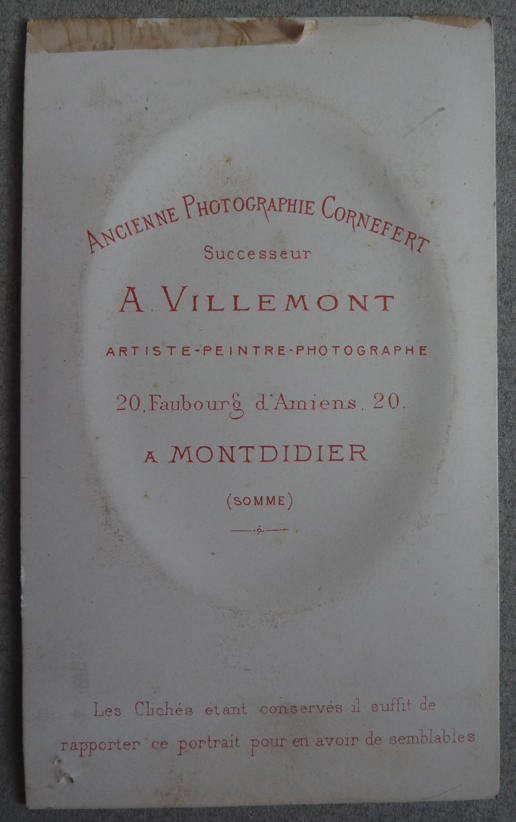 ANCIENNE PHOTOGRAPHIE CORNEFERT
Successeur
A. VILLEMONT
ARTISTE-PEINTRE-PHOTOGRAPHE
20, Faubourg d'Amiens, 20.
A MONTDIDIER
(SOMME)
Les Clichés étant conservés il suffit de
rapporter ce portrait pour en avoir de semblables